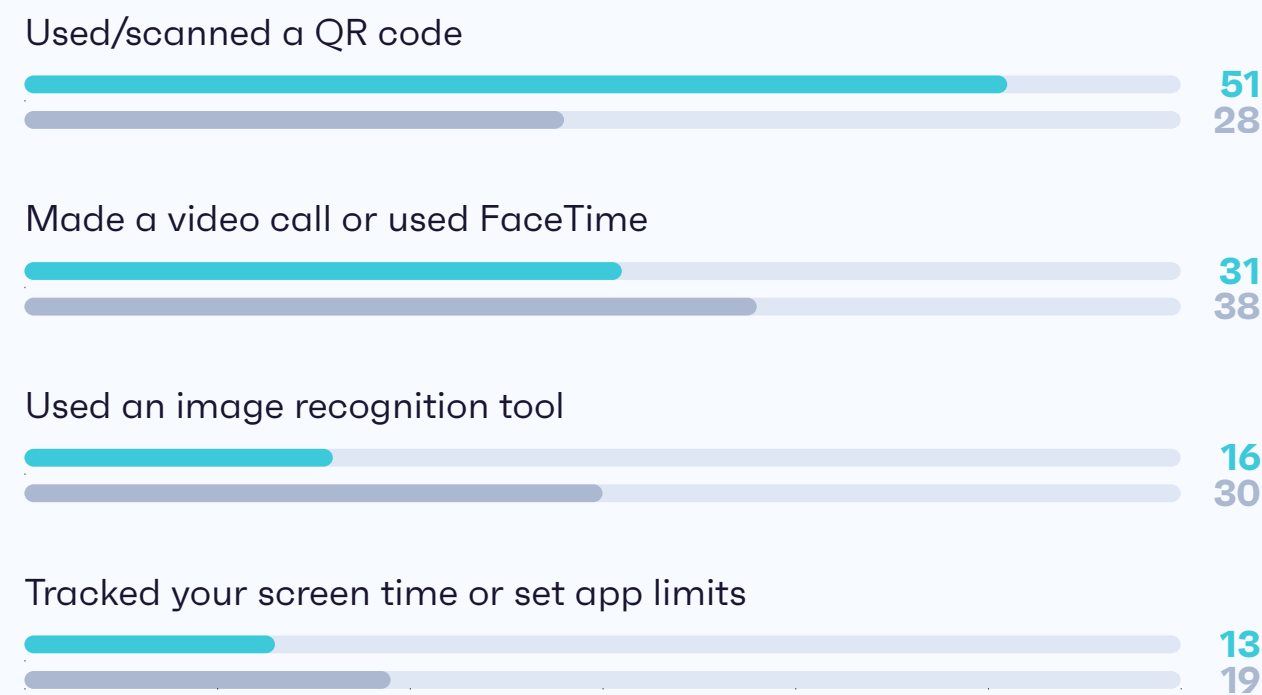 Used/scanned a QR code
51
28
Made a video call or used FaceTime
31
38
Used an image recognition tool
16
30
Tracked your screen time or set app limits
13
19